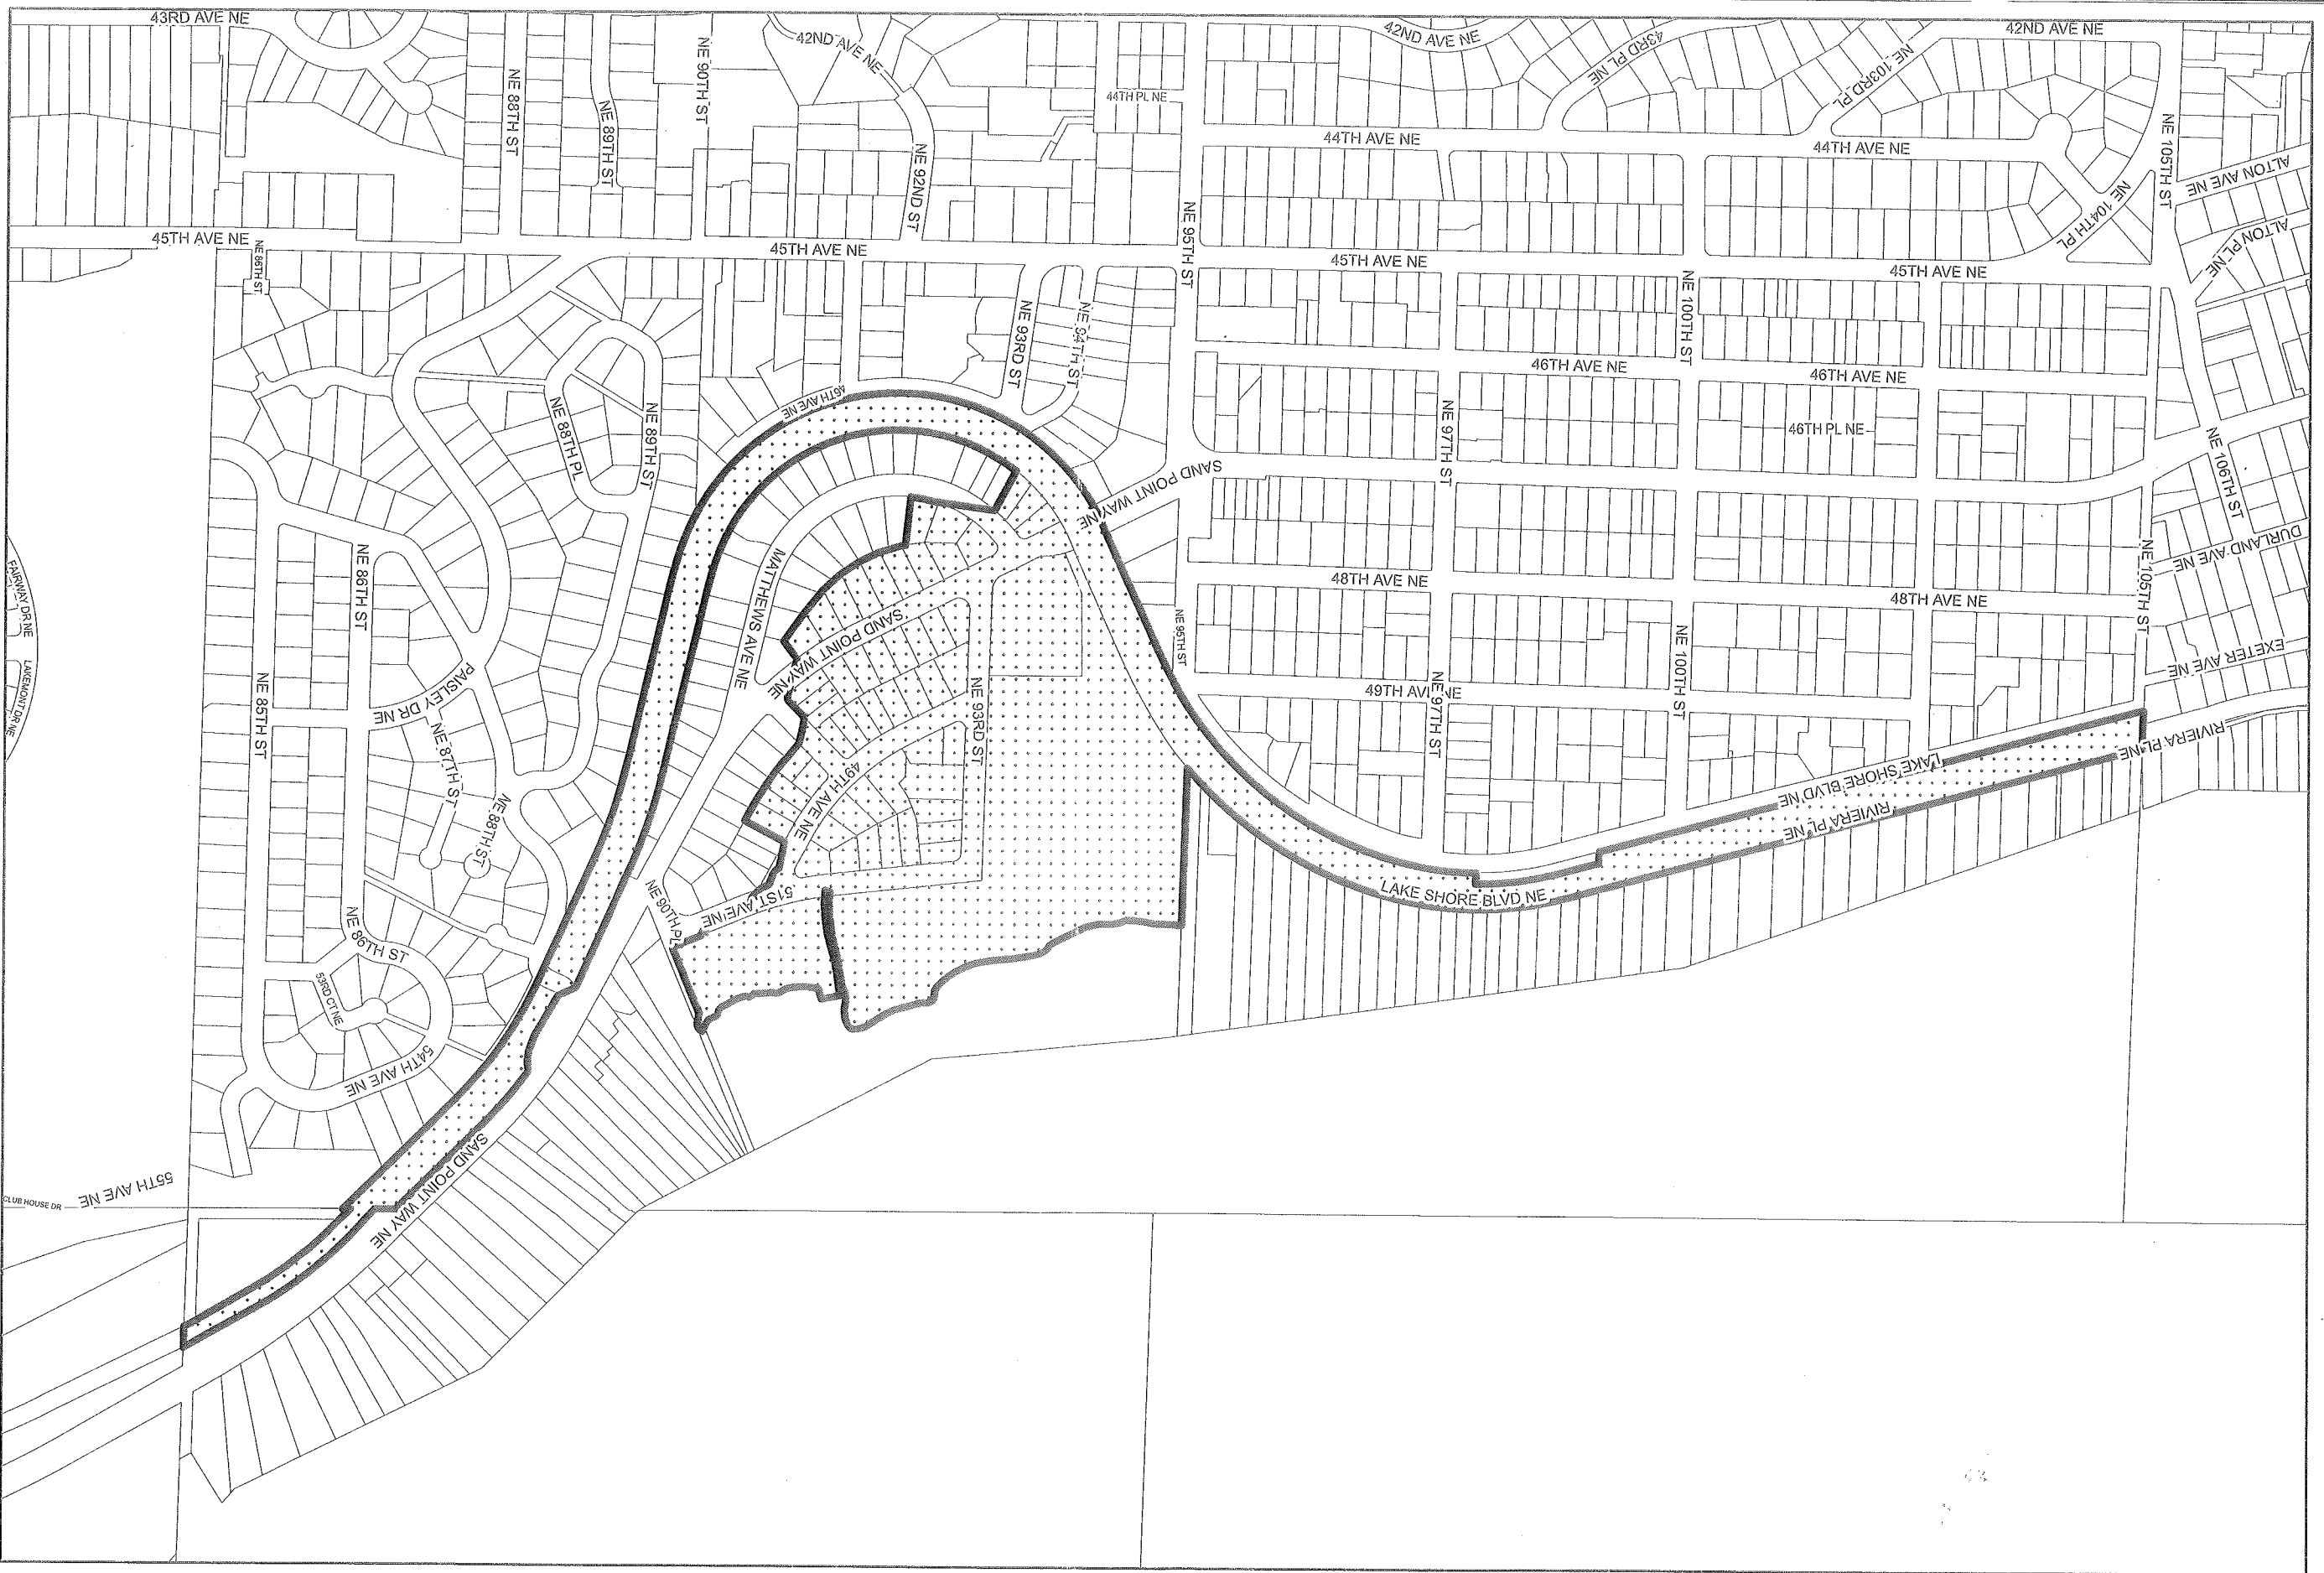 43RD AVE NE
42ND AVE NE
42ND AVE NE
43RD PL NE
NE 103RD PL
42ND AVE NE
NE 88TH ST
NE 89TH ST
NE 90TH ST
44TH PL NE
44TH AVE NE
44TH AVE NE
NE 92ND ST
NE 105TH ST
ALTON AVE NE
NE 104TH PL
ALTON PL NE
45TH AVE NE
NE 86TH ST
45TH AVE NE
NE 95TH ST
45TH AVE NE
45TH AVE NE
NE 93RD ST
NE 94TH ST
NE 100TH ST
46TH AVE NE
46TH AVE NE
46TH AVE NE
NE 88TH PL
NE 89TH ST
NE 97TH ST
46TH PL NE
NE 106TH ST
SAND POINT WAY NE
DURLAND AVE NE
NE 86TH ST
MATTHEWS AVE NE
48TH AVE NE
48TH AVE NE
NE 105TH ST
FAIRWAY DR NE
LAKEMONT DR NE
SAND POINT WAY NE
NE 95TH ST
NE 100TH ST
EXETER AVE NE
NE 85TH ST
PAISLEY DR NE
NE 87TH ST
NE 93RD ST
49TH AVE NE
NE 97TH ST
RIVIERA PL NE
49TH AVE NE
NE 88TH ST
LAKE SHORE BLVD NE
RIVIERA PL NE
NE 90TH PL
51ST AVE NE
LAKE SHORE BLVD NE
NE 86TH ST
53RD CT NE
54TH AVE NE
SAND POINT WAY NE
55TH AVE NE
CLUB HOUSE DR